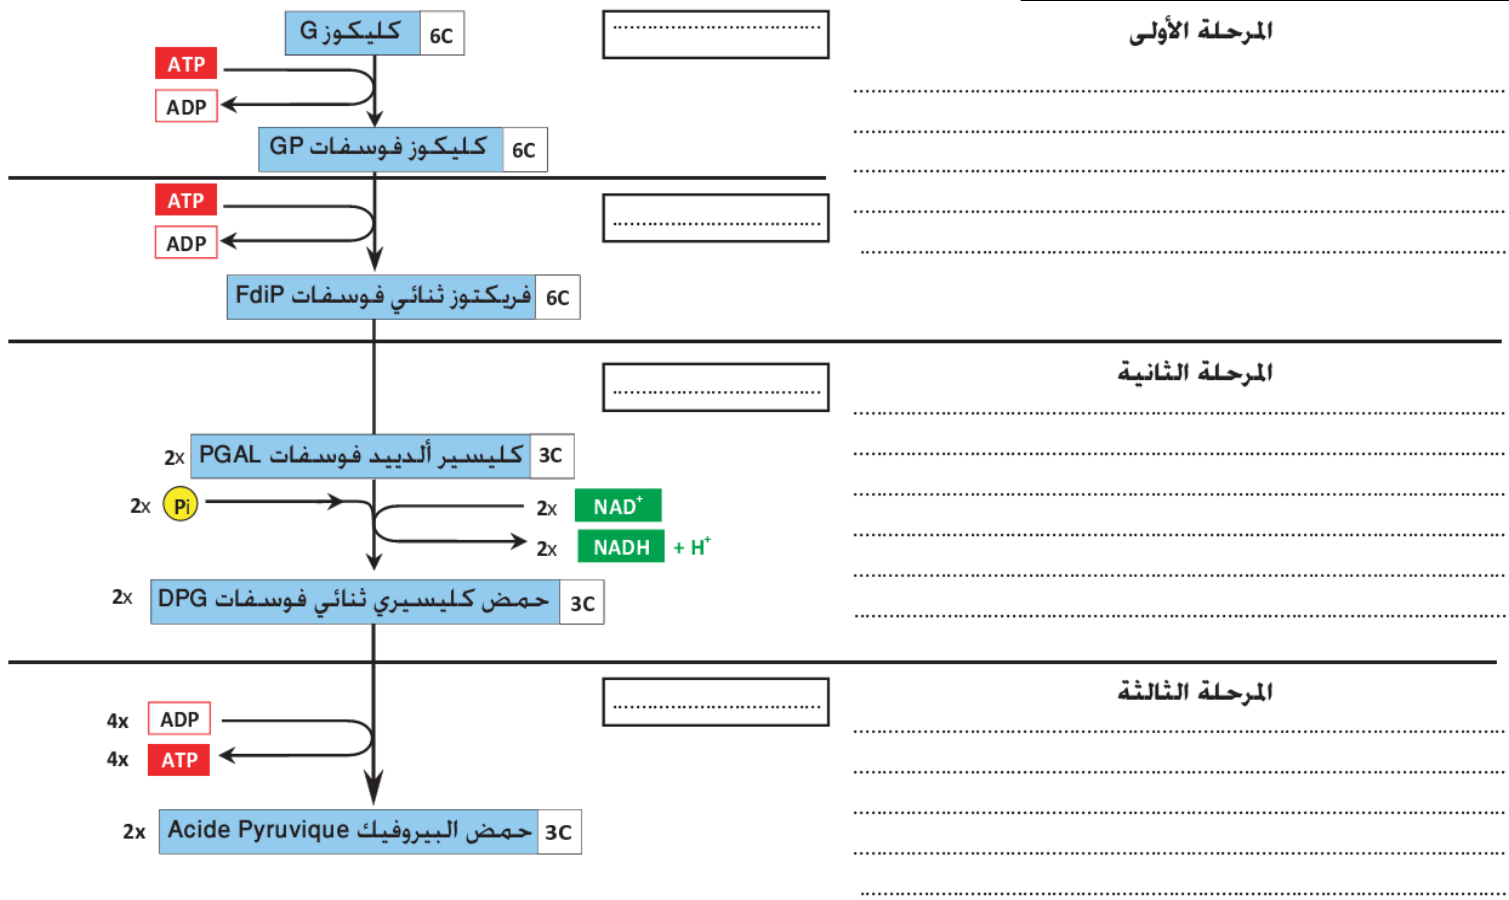 المرحلة الأولى
كليكوز G 6C
ATP
ADP
كليكوز فوسفات GP 6C
ATP
ADP
فريكتوز ثنائي فوسفات FdiP 6C
المرحلة الثانية
2x كليسير ألدييد فوسفات PGAL 3C
2x Pi
2x NAD+
2x NADH + H+
2x حمض كليسيري ثنائي فوسفات DPG 3C
المرحلة الثالثة
4x ADP
4x ATP
2x حمض البيروفيك Acide Pyruvique 3C